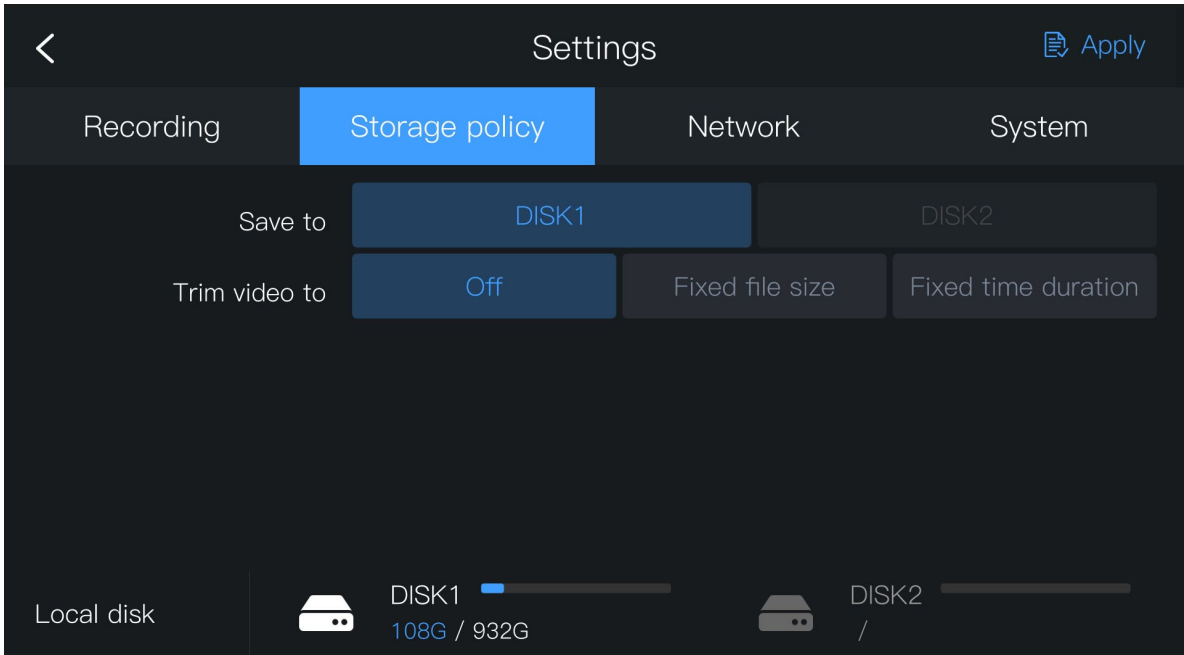 Settings
Apply
Recording
Storage policy
Network
System
Save to
DISK1
DISK2
Trim video to
Off
Fixed file size
Fixed time duration
Local disk
DISK1
108G / 932G
DISK2
/